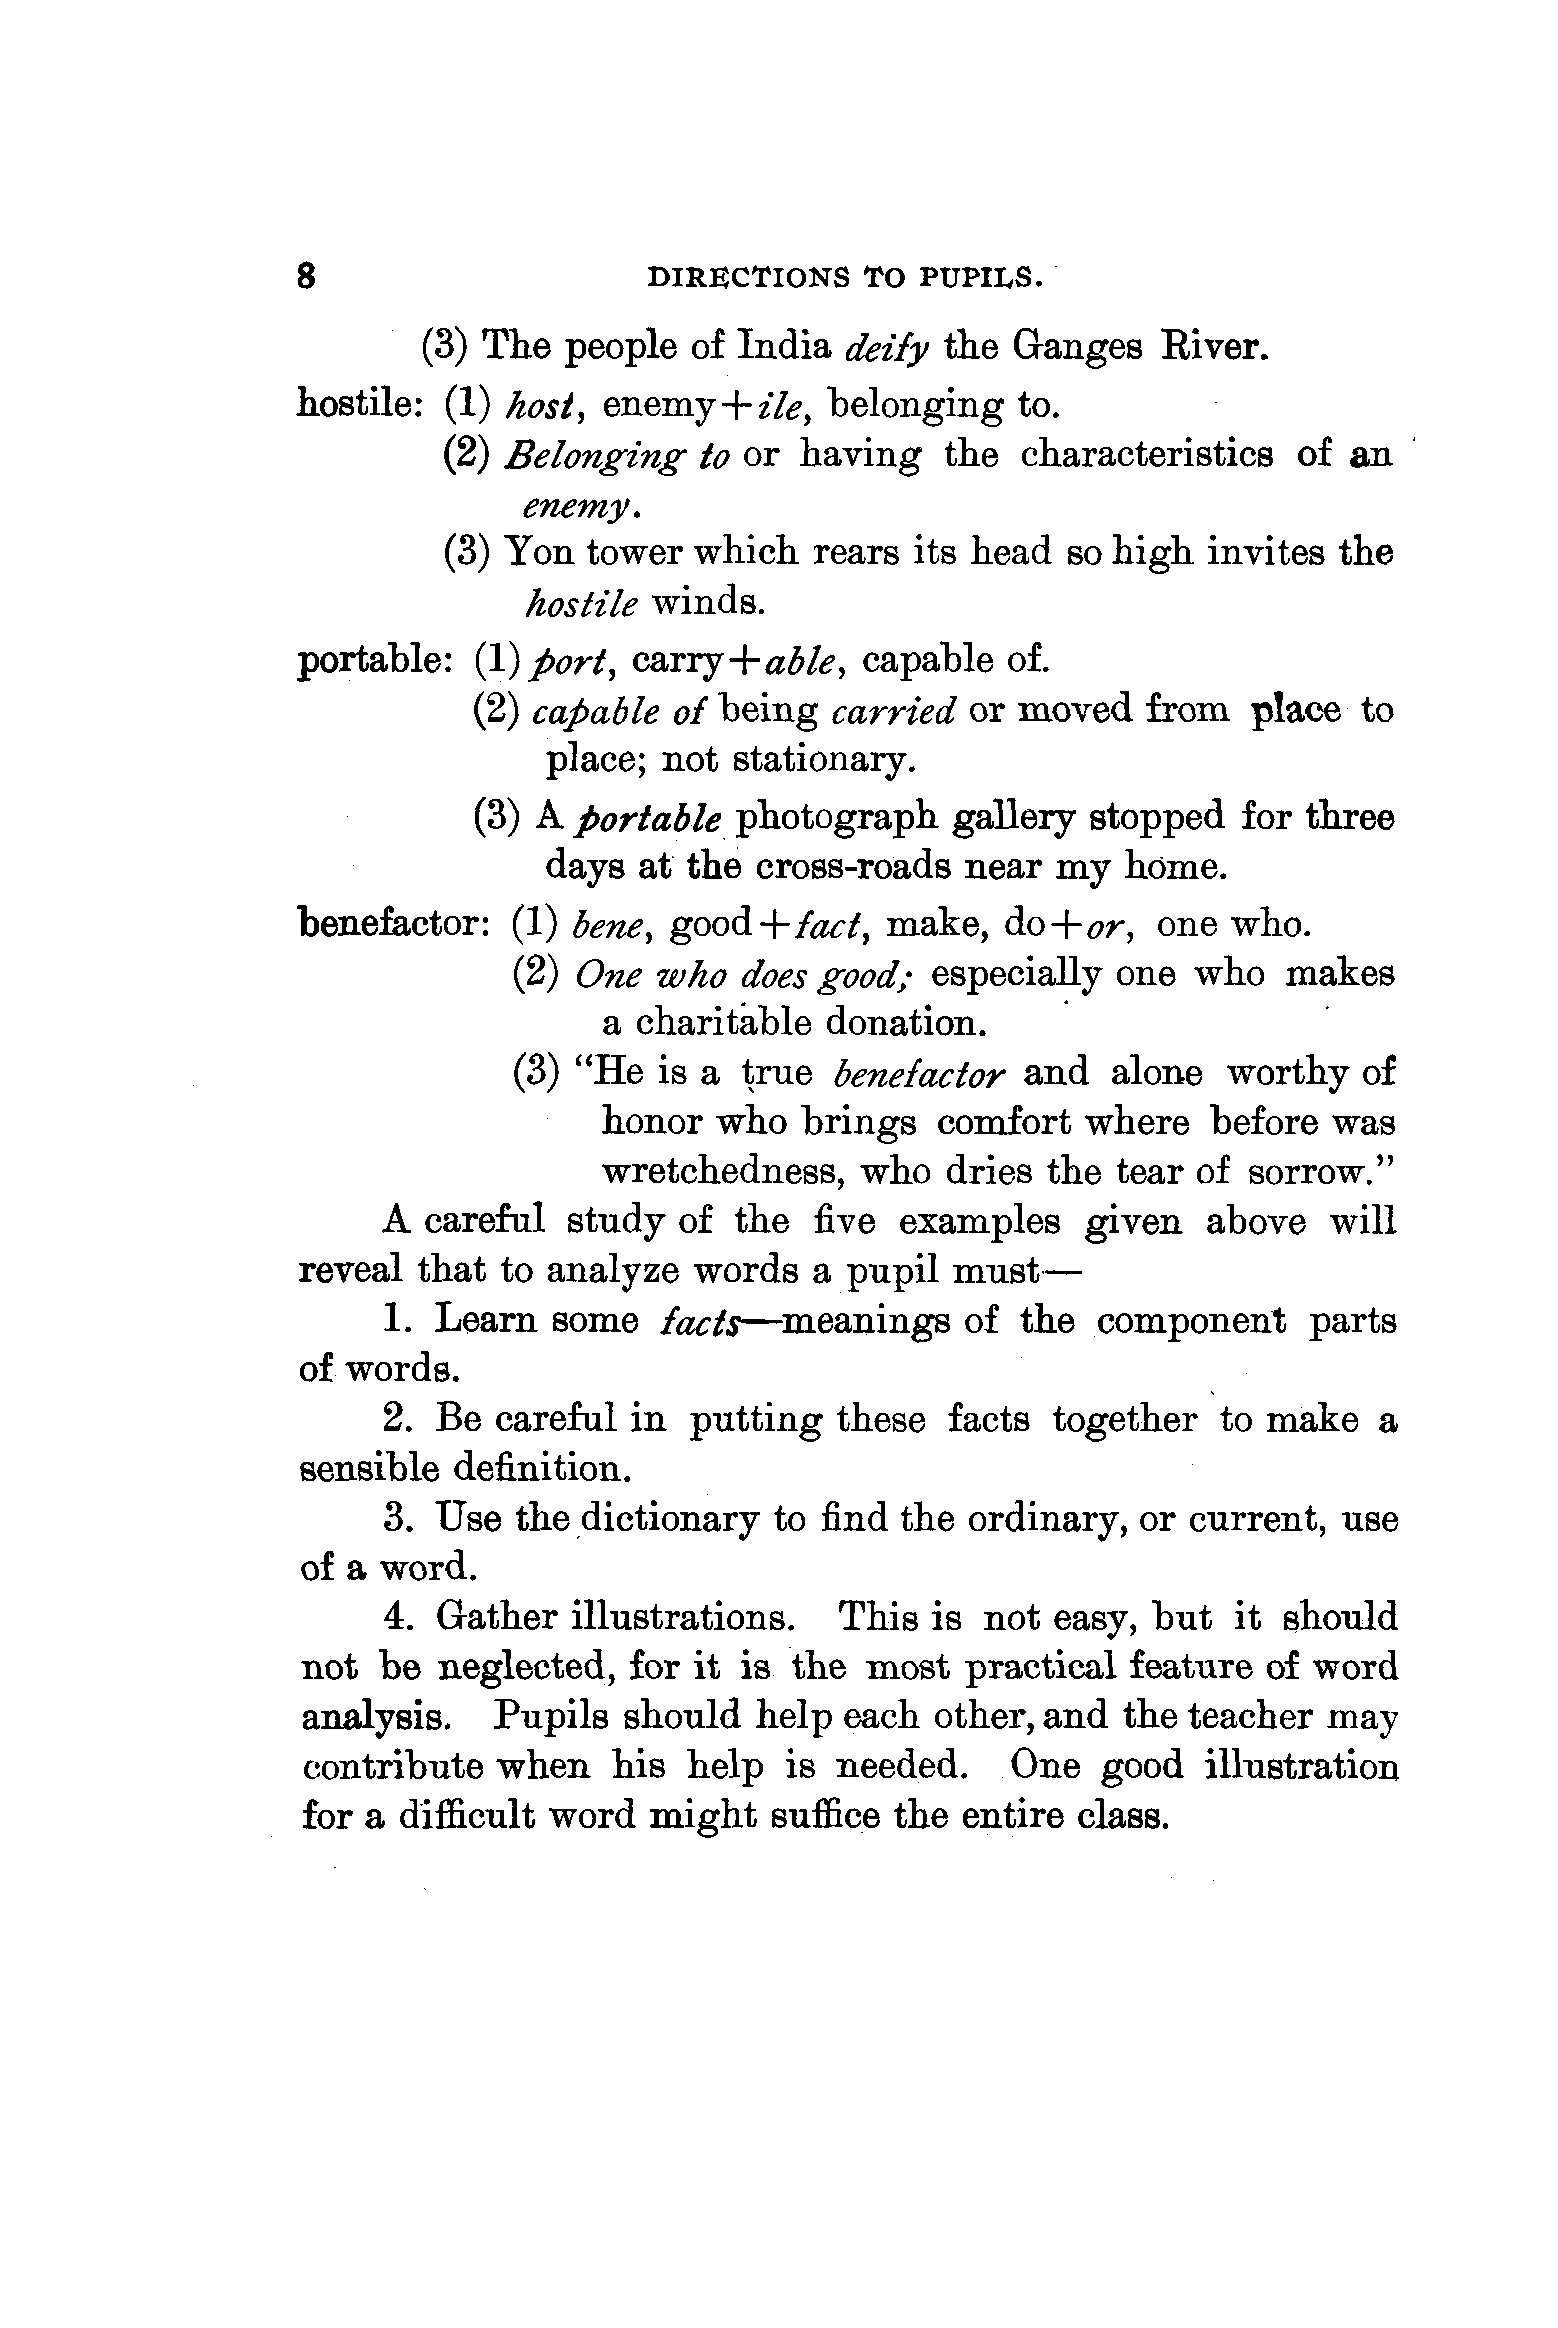 8 DIRECTIONS TO PUPILS.
(3) The people of India deify the Ganges River.
hostile: (1) host, enemy+ile, belonging to.
(2) Belonging to or having the characteristics of an
enemy.
(3) Yon tower which rears its head so high invites the
hostile winds.
portable: (1) port, carry+able, capable of.
(2) capable of being carried or moved from place to
place; not stationary.
(3) A portable photograph gallery stopped for three
days at the cross-roads near my home.
benefactor: (1) bene, good+fact, make, do+or, one who.
(2) One who does good; especially one who makes
a charitable donation.
(3) “He is a true benefactor and alone worthy of
honor who brings comfort where before was
wretchedness, who dries the tear of sorrow.”
A careful study of the five examples given above will
reveal that to analyze words a pupil must—
1. Learn some facts—meanings of the component parts
of words.
2. Be careful in putting these facts together to make a
sensible definition.
3. Use the dictionary to find the ordinary, or current, use
of a word.
4. Gather illustrations. This is not easy, but it should
not be neglected, for it is the most practical feature of word
analysis. Pupils should help each other, and the teacher may
contribute when his help is needed. One good illustration
for a difficult word might suffice the entire class.